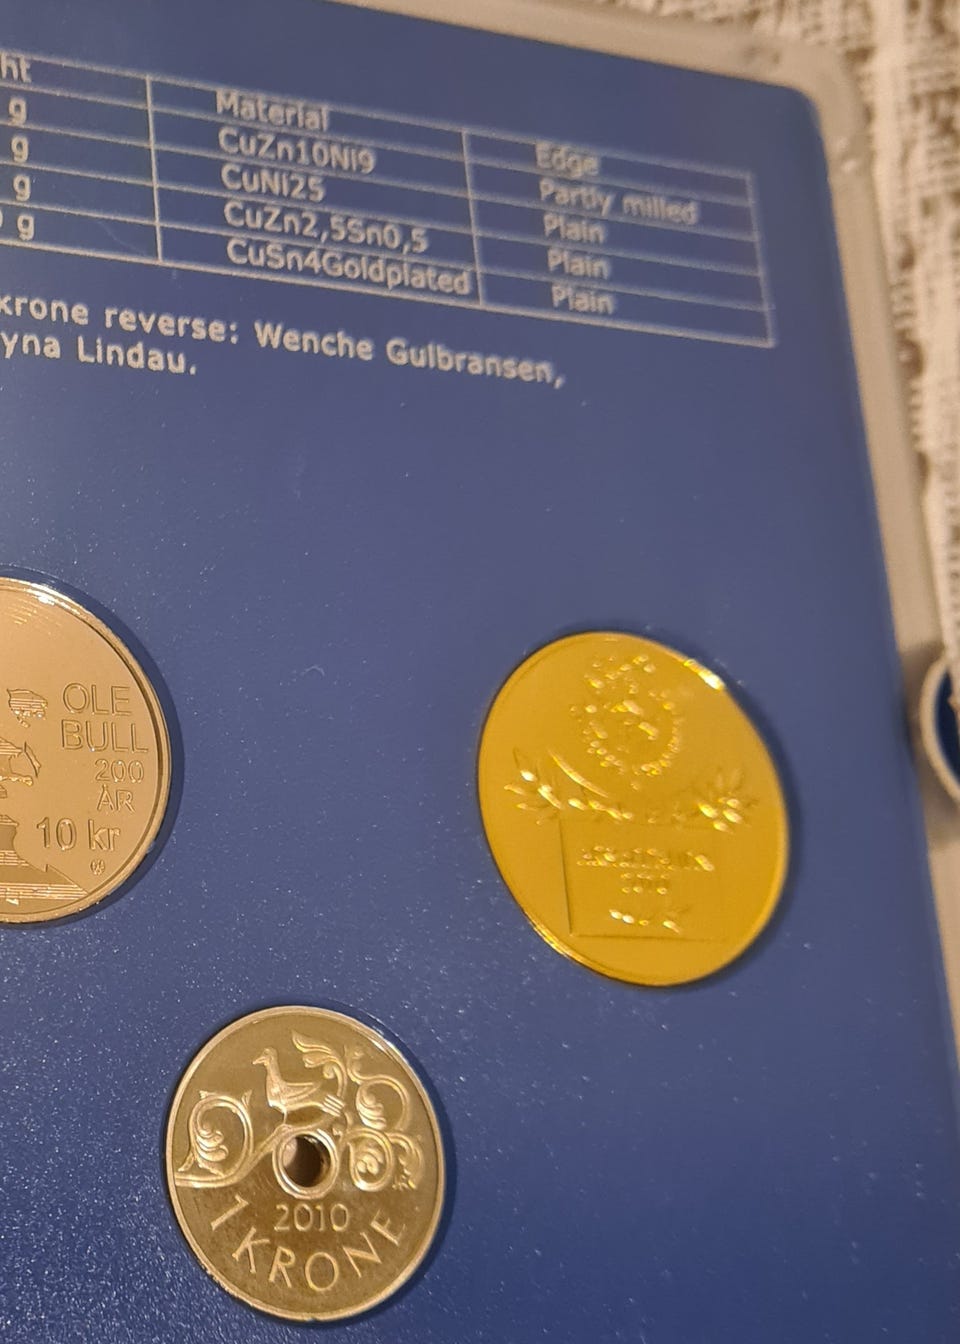 ht Material Edge
g CuZn10Ni9 Partly milled
g CuNi25 Plain
g CuZn2,5Sn0,5 Plain
g CuSn4Goldplated Plain
krone reverse: Wenche Gulbransen,
yna Lindau.
OLE
BULL
200
ÅR
10 kr
2010
1 KRONE